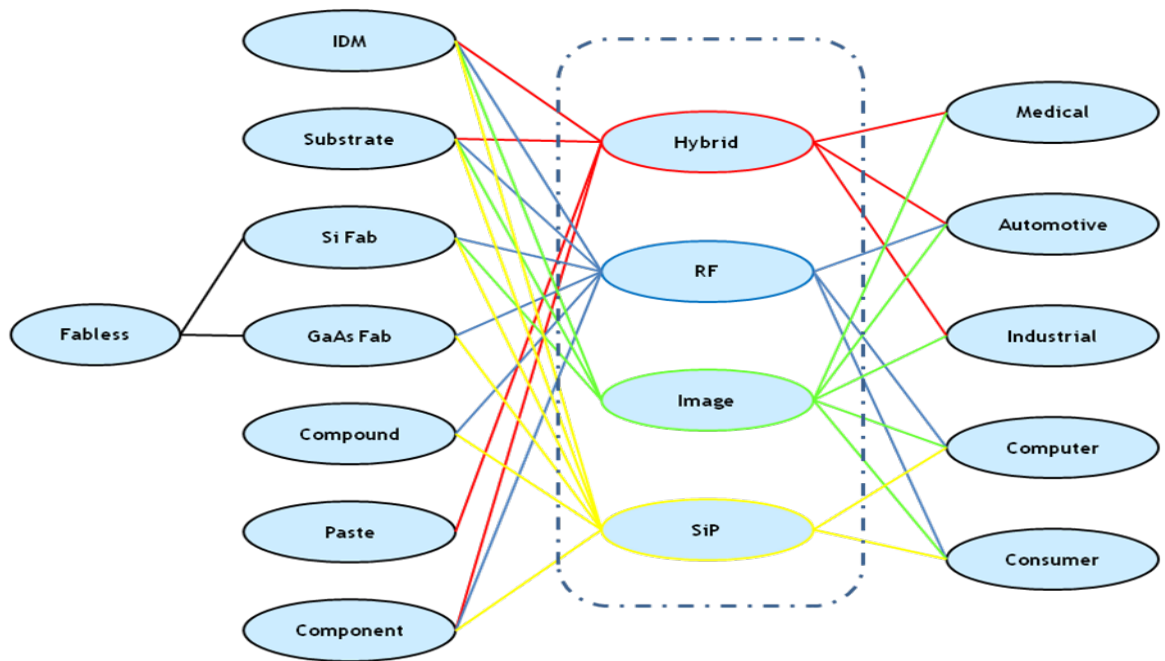 IDM
Substrate
Si Fab
GaAs Fab
Compound
Paste
Component
Fabless
Hybrid
RF
Image
SiP
Medical
Automotive
Industrial
Computer
Consumer